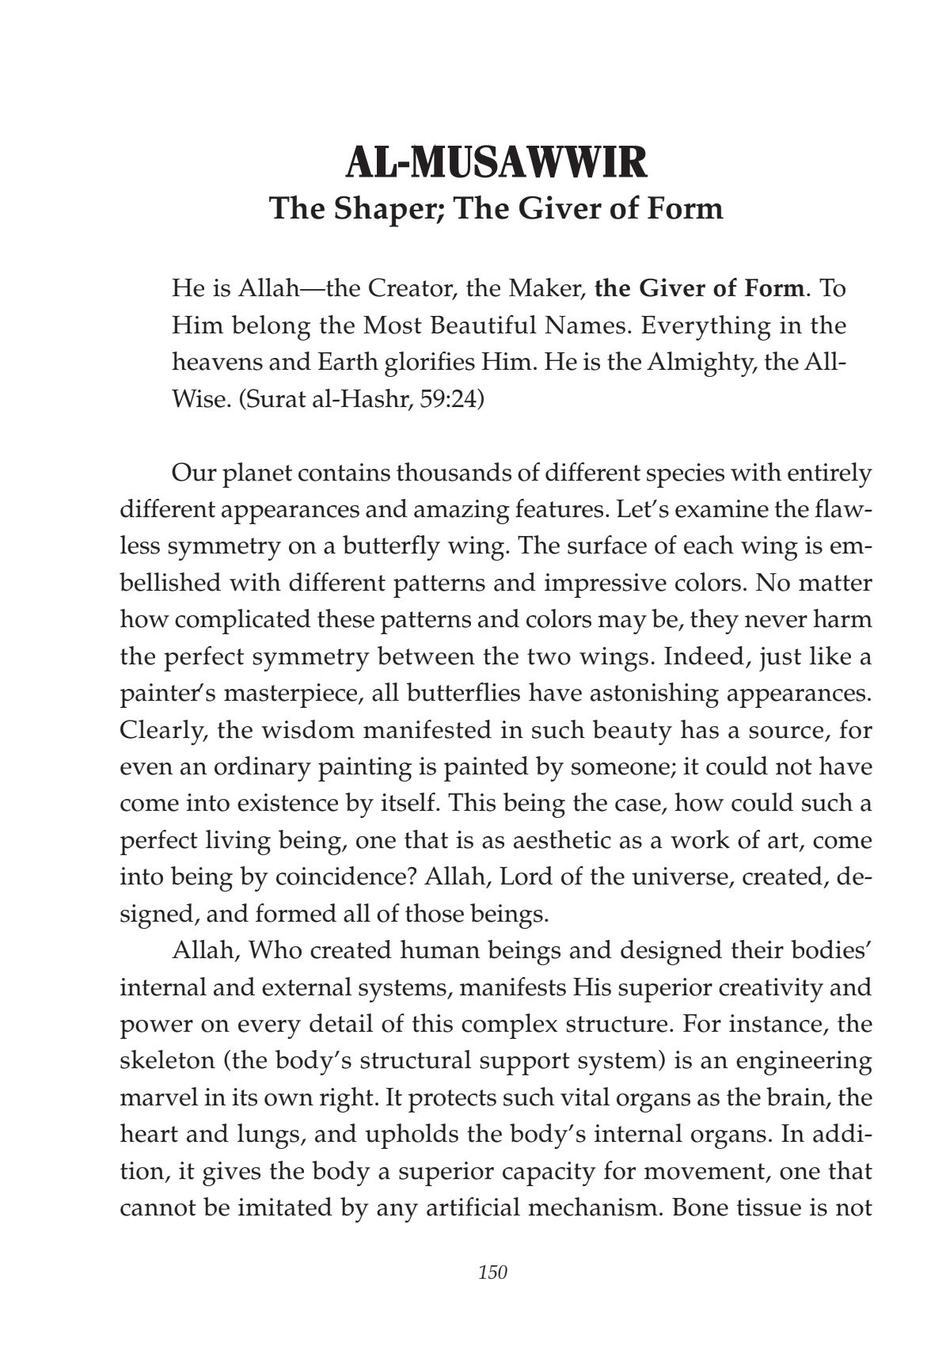 AL-MUSAWWIR
The Shaper; The Giver of Form
He is Allah—the Creator, the Maker, the Giver of Form. To
Him belong the Most Beautiful Names. Everything in the
heavens and Earth glorifies Him. He is the Almighty, the All-
Wise. (Surat al-Hashr, 59:24)
Our planet contains thousands of different species with entirely
different appearances and amazing features. Let's examine the flaw-
less symmetry on a butterfly wing. The surface of each wing is em-
bellished with different patterns and impressive colors. No matter
how complicated these patterns and colors may be, they never harm
the perfect symmetry between the two wings. Indeed, just like a
painter's masterpiece, all butterflies have astonishing appearances.
Clearly, the wisdom manifested in such beauty has a source, for
even an ordinary painting is painted by someone; it could not have
come into existence by itself. This being the case, how could such a
perfect living being, one that is as aesthetic as a work of art, come
into being by coincidence? Allah, Lord of the universe, created, de-
signed, and formed all of those beings.
Allah, Who created human beings and designed their bodies'
internal and external systems, manifests His superior creativity and
power on every detail of this complex structure. For instance, the
skeleton (the body's structural support system) is an engineering
marvel in its own right. It protects such vital organs as the brain, the
heart and lungs, and upholds the body's internal organs. In addi-
tion, it gives the body a superior capacity for movement, one that
cannot be imitated by any artificial mechanism. Bone tissue is not
150